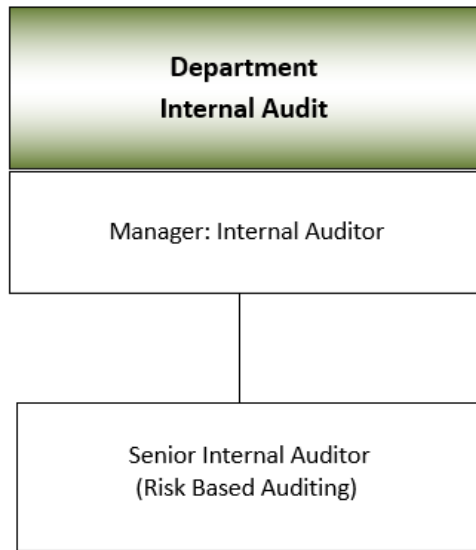 Department
Internal Audit
Manager: Internal Auditor
Senior Internal Auditor
(Risk Based Auditing)